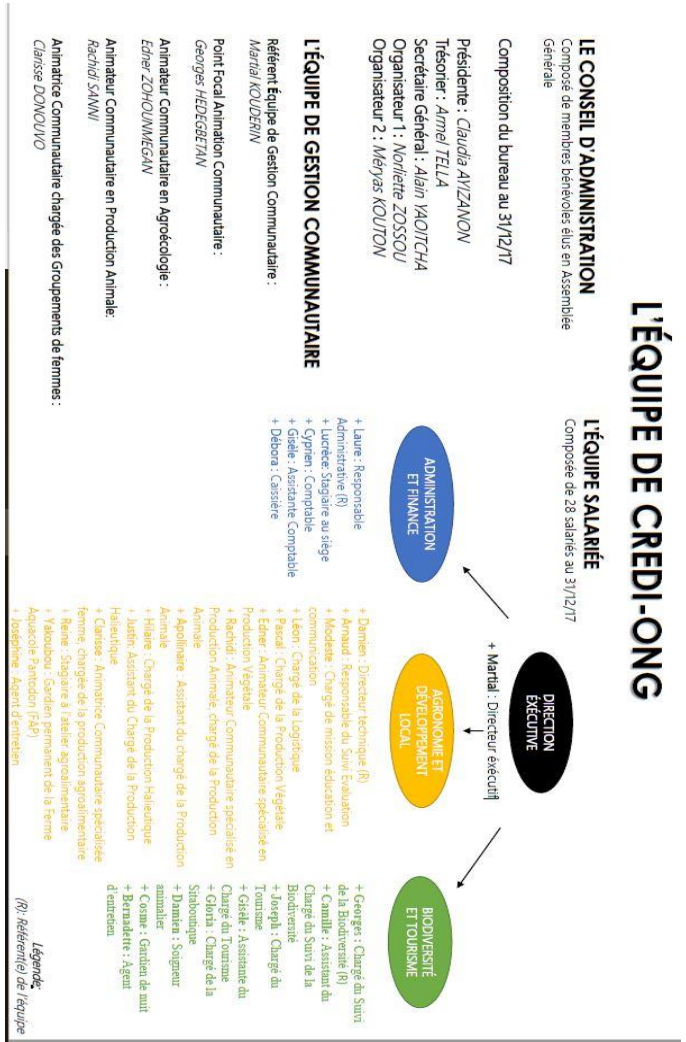 L'ÉQUIPE DE CREDI-ONG
LE CONSEIL D'ADMINISTRATION
Composé de membres bénévoles élus en Assemblée
Générale
Composition du bureau au 31/12/17
Présidente : Claudia AYIZANON
Trésorier : Armel TELLA
Secrétaire Général : Alain YAOITCHA
Organisateur 1 : Norliette ZOSSOU
Organisateur 2 : Méryas KOUTON
L'ÉQUIPE DE GESTION COMMUNAUTAIRE
Référent Équipe de Gestion Communautaire :
Martial KOUDERIN
Point Focal Animation Communautaire :
Georges HEDEGBETAN
Animateur Communautaire en Agroécologie :
Edner ZOHOUNMEGAN
Animateur Communautaire en Production Animale:
Rachidi SANNI
Animatrice Communautaire chargée des Groupements de femmes :
Clarisse DONOUVO
L'ÉQUIPE SALARIÉE
Composée de 28 salariés au 31/12/17
DIRECTION
ÉXÉCUTIVE
+ Martial : Directeur éxécutif
ADMINISTRATION
ET FINANCE
+ Laure : Responsable
Administrative (R)
+ Lucrèce: Stagiaire au siège
+ Cyprien : Comptable
+ Gisèle : Assistante Comptable
+ Débora : Caissière
AGRONOMIE ET
DÉVELOPPEMENT
LOCAL
+ Damien : Directeur technique (R)
+ Arnaud : Responsable du Suivi Evaluation
+ Modeste : Chargé de mission éducation et
communication
+ Léon : Chargé de la Logistique
+ Pascal : Chargé de la Production Végétale
+ Edner : Animateur Communautaire spécialisé en
Production Végétale
+ Rachidi : Animateur Communautaire spécialisé en
Production Animale, chargé de la Production
Animale
+ Apollinaire : Assistant du chargé de la Production
Animale
+ Hilaire : Chargé de la Production Halieutique
+ Justin: Assistant du Chargé de la Production
Halieutique
+ Clarisse : Animatrice Communautaire spécialisée
femme, chargée de la production agroalimentaire
+ Reine : Stagiaire à l'atelier agroalimentaire
+ Yakoubou : Gardien permanent de la Ferme
Aquacole Pantodon (FAP)
+ Joséphine : Agent d'entretien
BIODIVERSITÉ
ET TOURISME
+ Georges : Chargé du Suivi
de la Biodiversité (R)
+ Camille : Assistant du
Chargé du Suivi de la
Biodiversité
+ Joseph : Chargé du
Tourisme
+ Gisèle : Assistante du
Chargé du Tourisme
+ Gloria : Chargé de la
Sitaboutique
+ Damien : Soigneur
animalier
+ Cosme : Gardien de nuit
+ Bernadette : Agent
d'entretien
Légende:
(R): Référent(e) de l'équipe